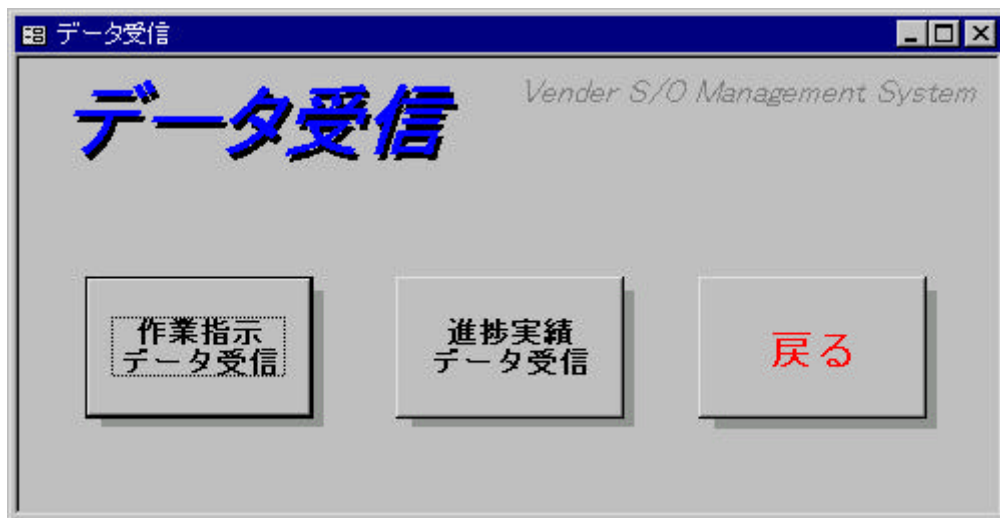 データ受信
データ受信
Vender S/O Management System
作業指示
データ受信
進捗実績
データ受信
戻る